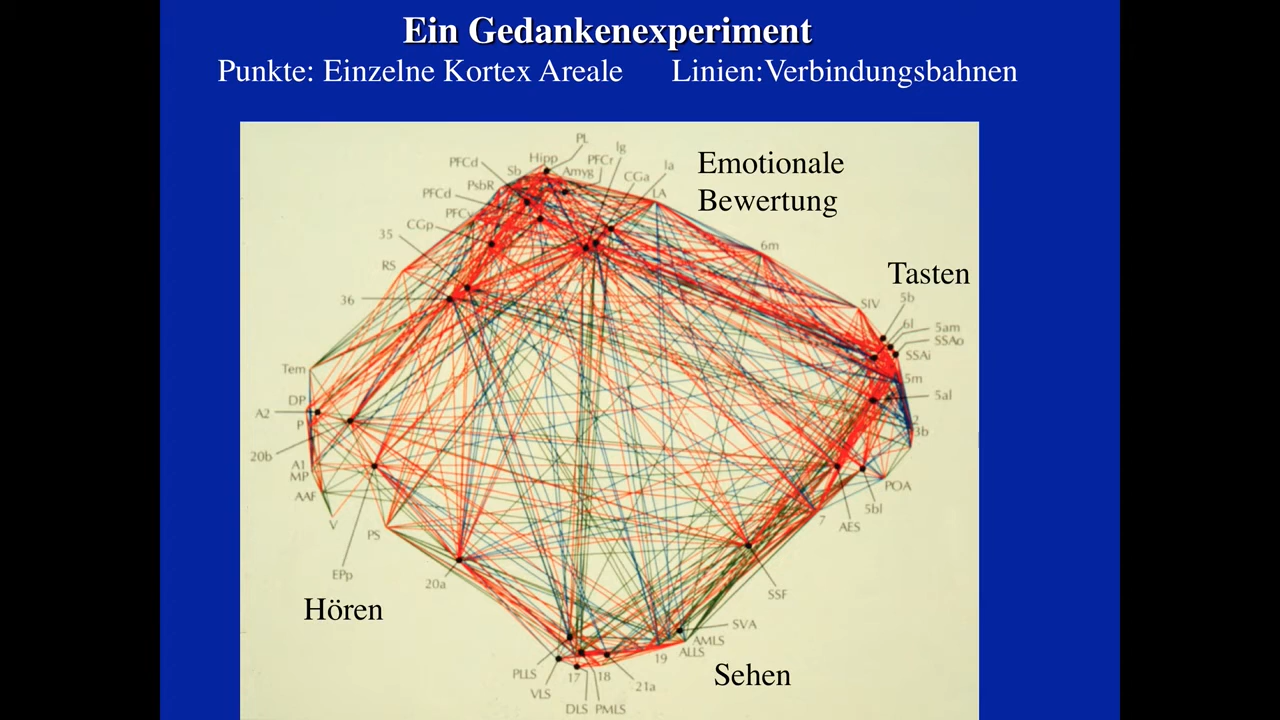 Ein Gedankenexperiment
Punkte: Einzelne Kortex Areale Linien:Verbindungsbahnen
Emotionale
Bewertung
Tasten
Hören
Sehen
PL
Hipp
PFCr
Ig
PFCd
Sb
Amyg
CGa
Ia
PsbR
LA
PFCd
PFCv
CGp
35
6m
RS
36
SIV
5b
6l
5am
SSAo
SSAi
Tem
5m
DP
5al
A2
P
2
3b
20b
A1
MP
POA
AAF
5bl
V
7
AES
PS
EPp
20a
SSF
SVA
AMLS
ALLS
19
PLLS
17
18
21a
VLS
DLS
PMLS